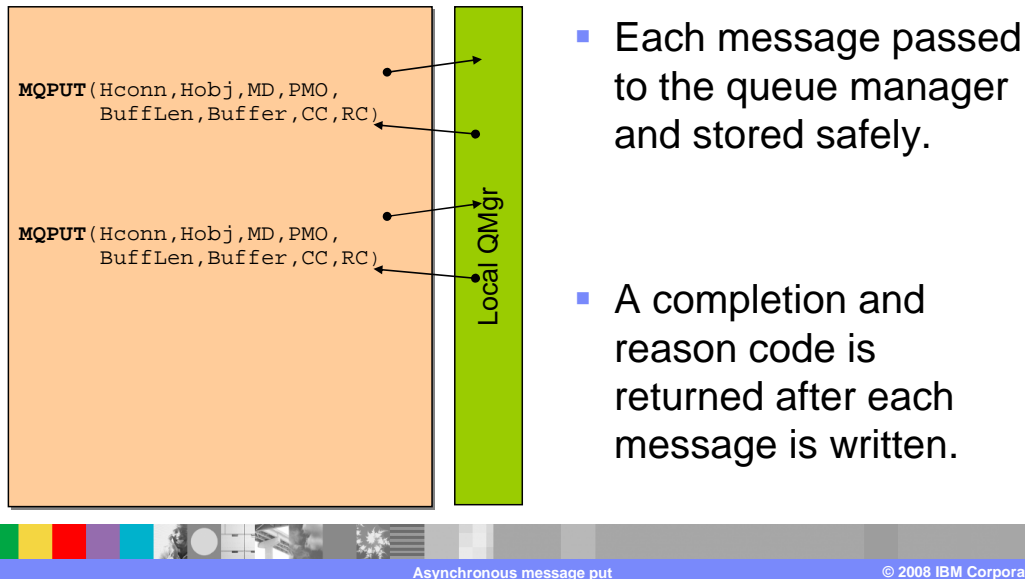 MQPUT(Hconn,Hobj,MD,PMO,
BuffLen,Buffer,CC,RC)
MQPUT(Hconn,Hobj,MD,PMO,
BuffLen,Buffer,CC,RC)
Local QMgr
Each message passed
to the queue manager
and stored safely.
A completion and
reason code is
returned after each
message is written.
Asynchronous message put
© 2008 IBM Corpora